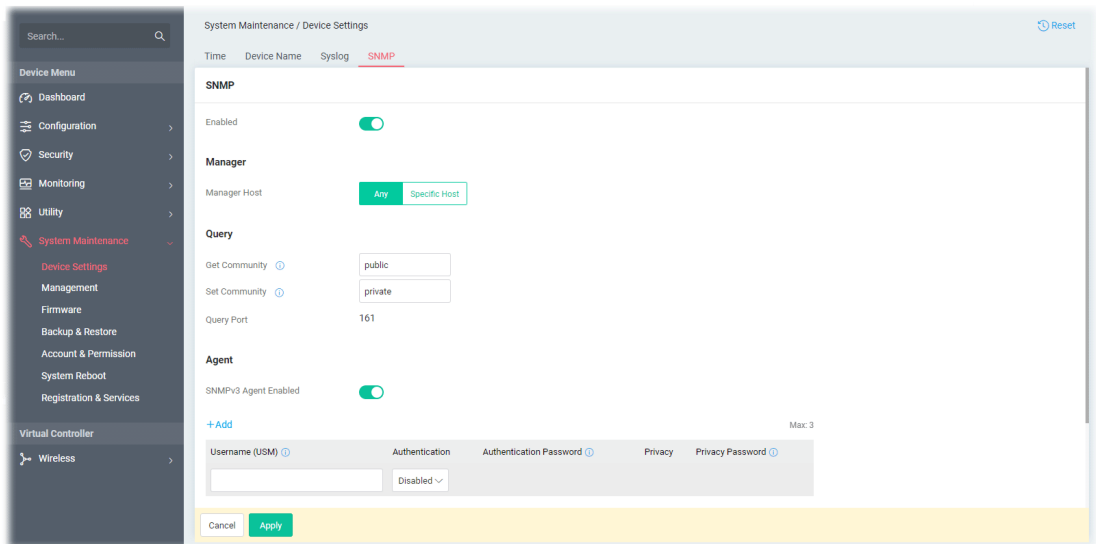 Search...
Device Menu
Dashboard
Configuration
Security
Monitoring
Utility
System Maintenance
Device Settings
Management
Firmware
Backup & Restore
Account & Permission
System Reboot
Registration & Services
Virtual Controller
Wireless
System Maintenance / Device Settings
Reset
Time Device Name Syslog SNMP
SNMP
Enabled
Manager
Manager Host Any Specific Host
Query
Get Community public
Set Community private
Query Port 161
Agent
SNMPv3 Agent Enabled
+Add Max: 3
Username (USM) Authentication Authentication Password Privacy Privacy Password
Disabled
Cancel Apply